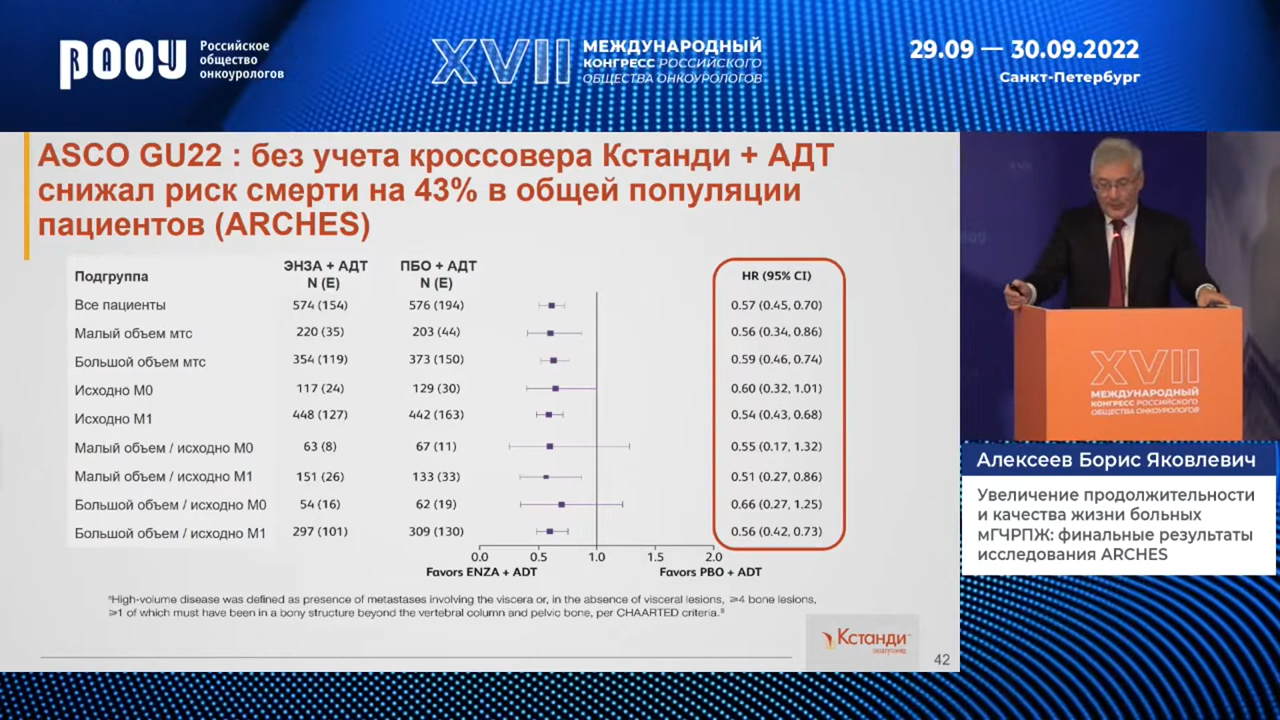 РООУ
RAOU
Российское
общество
онкоурологов
XVII
МЕЖДУНАРОДНЫЙ
КОНГРЕСС РОССИЙСКОГО
ОБЩЕСТВА ОНКОУРОЛОГОВ
29.09 — 30.09.2022
Санкт-Петербург
ASCO GU22 : без учета кроссовера Кстанди + АДТ
снижал риск смерти на 43% в общей популяции
пациентов (ARCHES)
Подгруппа ЭНЗА + АДТ N (E) ПБО + АДТ N (E) HR (95% CI)
Все пациенты 574 (154) 576 (194) 0.57 (0.45, 0.70)
Малый объем мтс 220 (35) 203 (44) 0.56 (0.34, 0.86)
Большой объем мтс 354 (119) 373 (150) 0.59 (0.46, 0.74)
Исходно М0 117 (24) 129 (30) 0.60 (0.32, 1.01)
Исходно М1 448 (127) 442 (163) 0.54 (0.43, 0.68)
Малый объем / исходно М0 63 (8) 67 (11) 0.55 (0.17, 1.32)
Малый объем / исходно М1 151 (26) 133 (33) 0.51 (0.27, 0.86)
Большой объем / исходно М0 54 (16) 62 (19) 0.66 (0.27, 1.25)
Большой объем / исходно М1 297 (101) 309 (130) 0.56 (0.42, 0.73)
0.0 0.5 1.0 1.5 2.0
Favors ENZA + ADT Favors PBO + ADT
ᵃHigh-volume disease was defined as presence of metastases involving the viscera or, in the absence of visceral lesions, ⩾4 bone lesions,
⩾1 of which must have been in a bony structure beyond the vertebral column and pelvic bone, per CHAARTED criteria.⁸
Кстанди
42
XVII
МЕЖДУНАРОДНЫЙ
КОНГРЕСС РОССИЙСКОГО
ОБЩЕСТВА ОНКОУРОЛОГОВ
Алексеев Борис Яковлевич
Увеличение продолжительности
и качества жизни больных
мГЧРПЖ: финальные результаты
исследования ARCHES